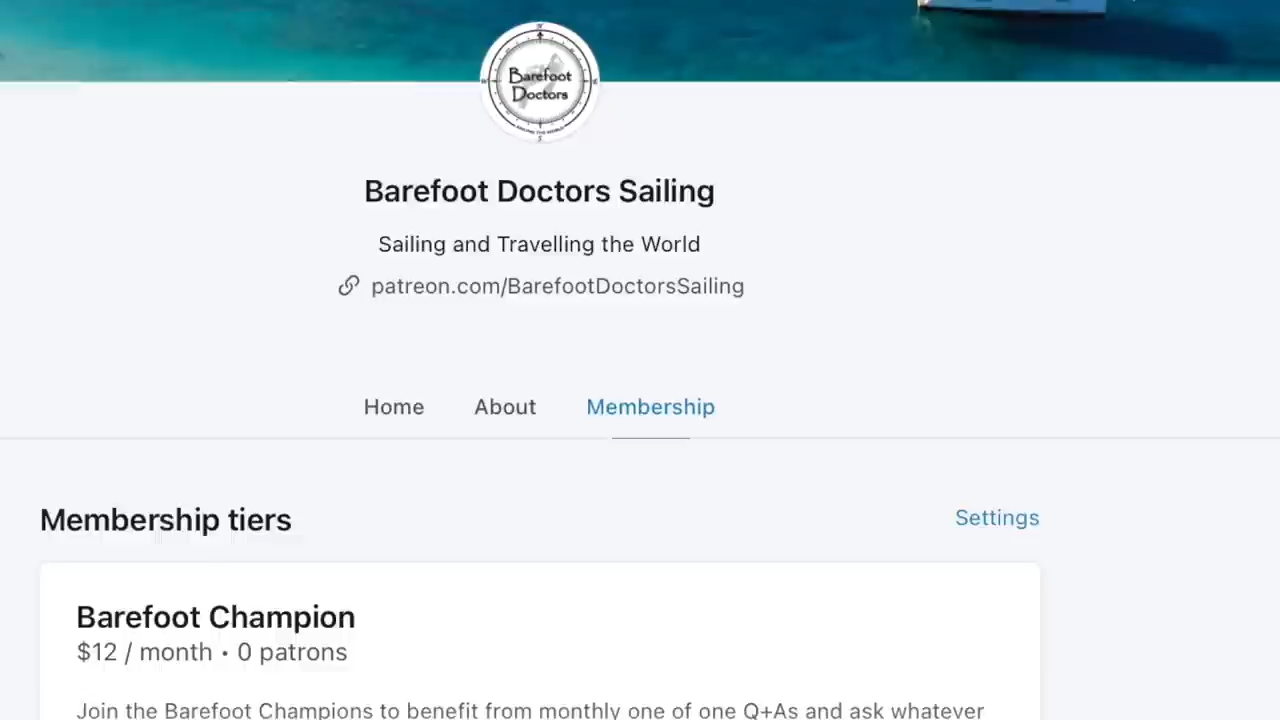 Barefoot
Doctors
Barefoot Doctors Sailing
Sailing and Travelling the World
patreon.com/BarefootDoctorsSailing
Home About Membership
Membership tiers
Settings
Barefoot Champion
$12 / month • 0 patrons
Join the Barefoot Champions to benefit from monthly one of one Q+As and ask whatever